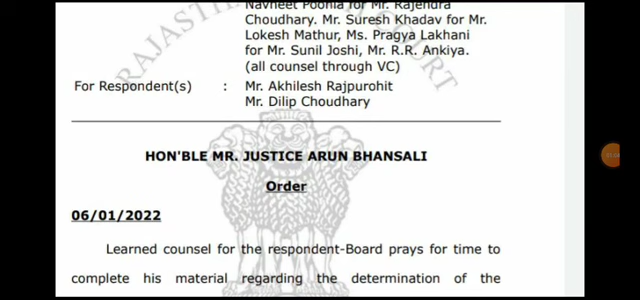 Navneet Poonia for Mr. Rajendra
Choudhary. Mr. Suresh Khadav for Mr.
Lokesh Mathur, Ms. Pragya Lakhani
for Mr. Sunil Joshi, Mr. R.R. Ankiya.
(all counsel through VC)
For Respondent(s) : Mr. Akhilesh Rajpurohit
Mr. Dilip Choudhary
HON'BLE MR. JUSTICE ARUN BHANSALI
Order
06/01/2022
Learned counsel for the respondent-Board prays for time to
complete his material regarding the determination of the